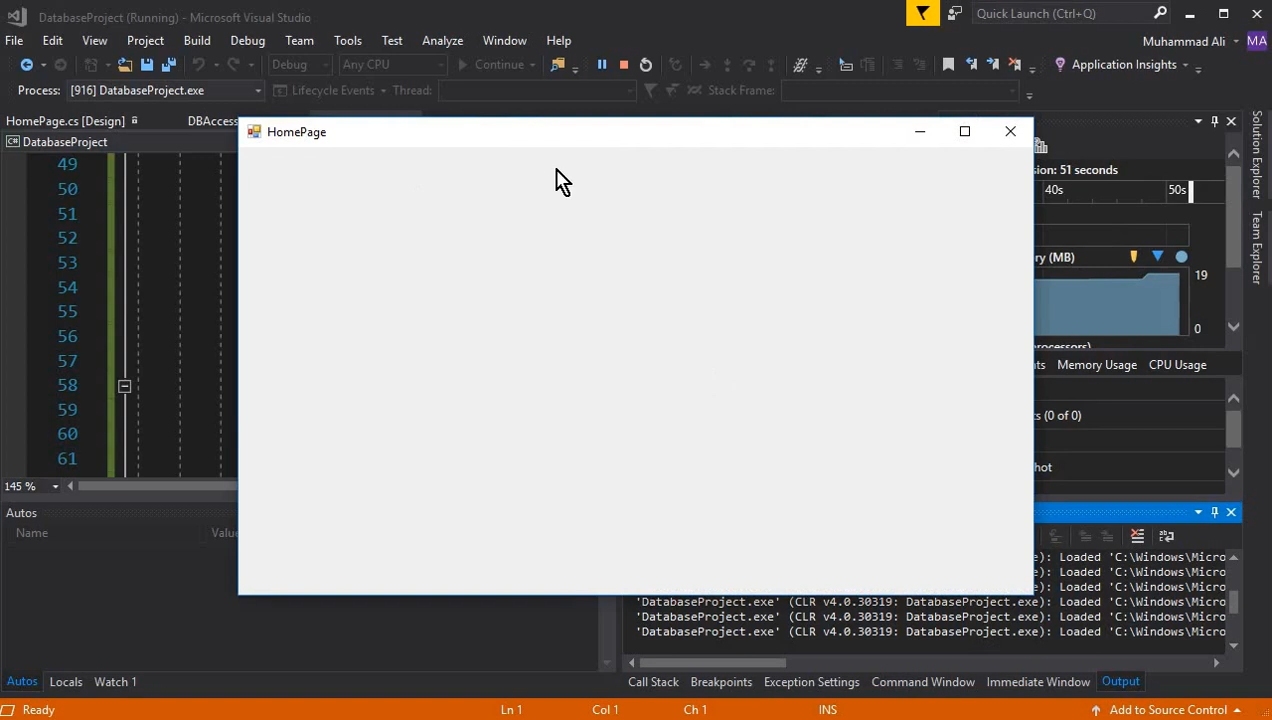 DatabaseProject (Running) - Microsoft Visual Studio
Quick Launch (Ctrl+Q)
File Edit View Project Build Debug Team Tools Test Analyze Window Help
Muhammad Ali MA
Debug Any CPU Continue Application Insights
Process: [916] DatabaseProject.exe Lifecycle Events Thread: Stack Frame:
HomePage.cs [Design] DBAccess
DatabaseProject
HomePage
Solution Explorer
Team Explorer
49
50
51
52
53
54
55
56
57
58
59
60
61
sion: 51 seconds
40s 50s
ry (MB)
19
0
rocessors)
nts Memory Usage CPU Usage
ts (0 of 0)
hot
145 %
Autos
Name Value
e): Loaded 'C:\Windows\Micro
e): Loaded 'C:\Windows\Micro
e): Loaded 'C:\Windows\Micro
'DatabaseProject.exe' (CLR v4.0.30319: DatabaseProject.exe): Loaded 'C:\Windows\Micro
'DatabaseProject.exe' (CLR v4.0.30319: DatabaseProject.exe): Loaded 'C:\Windows\Micro
'DatabaseProject.exe' (CLR v4.0.30319: DatabaseProject.exe): Loaded 'C:\Windows\Micro
Autos Locals Watch 1
Call Stack Breakpoints Exception Settings Command Window Immediate Window Output
Ready Ln 1 Col 1 Ch 1 INS Add to Source Control